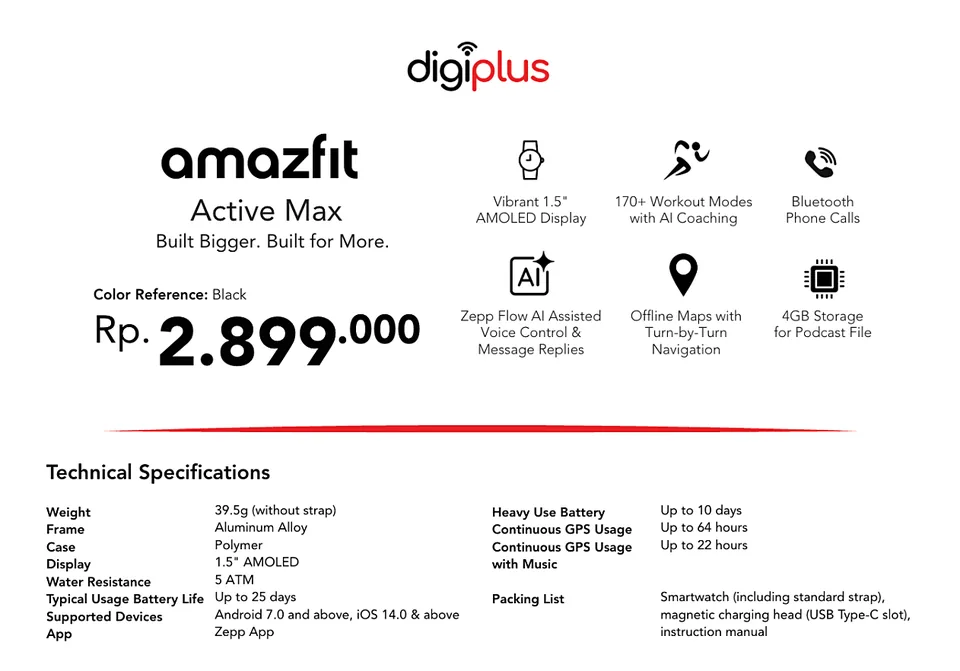 digiplus
amazfit
Active Max
Built Bigger. Built for More.
Color Reference: Black
Rp. 2.899.000
Vibrant 1.5"
AMOLED Display
170+ Workout Modes
with AI Coaching
Bluetooth
Phone Calls
AI
Zepp Flow AI Assisted
Voice Control &
Message Replies
Offline Maps with
Turn-by-Turn
Navigation
4GB Storage
for Podcast File
Technical Specifications
Weight 39.5g (without strap)
Frame Aluminum Alloy
Case Polymer
Display 1.5" AMOLED
Water Resistance 5 ATM
Typical Usage Battery Life Up to 25 days
Supported Devices Android 7.0 and above, iOS 14.0 & above
App Zepp App
Heavy Use Battery Up to 10 days
Continuous GPS Usage Up to 64 hours
Continuous GPS Usage Up to 22 hours
with Music
Packing List Smartwatch (including standard strap),
magnetic charging head (USB Type-C slot),
instruction manual